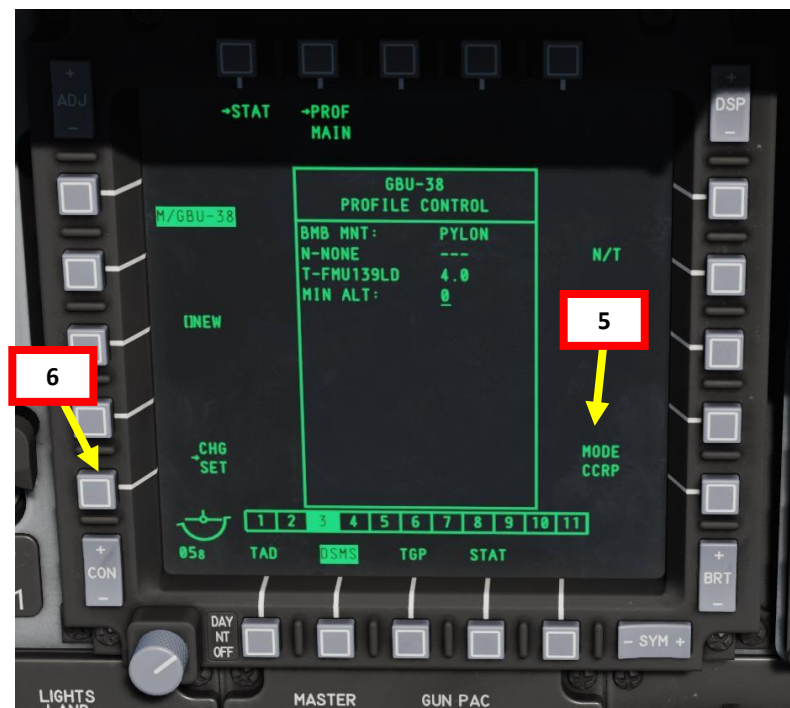 ADJ
DSP
→STAT
→PROF
MAIN
GBU-38
PROFILE CONTROL
M/GBU-38
BMB MNT: PYLON
N-NONE ---
T-FMU139LD 4.0
MIN ALT: 0
N/T
[]NEW
5
6
→CHG
SET
MODE
CCRP
1 2 3 4 5 6 7 8 9 10 11
058
TAD DSMS TGP STAT
+
CON
-
+
BRT
-
DAY
NT
OFF
- SYM +
1
LIGHTS
MASTER
GUN PAC